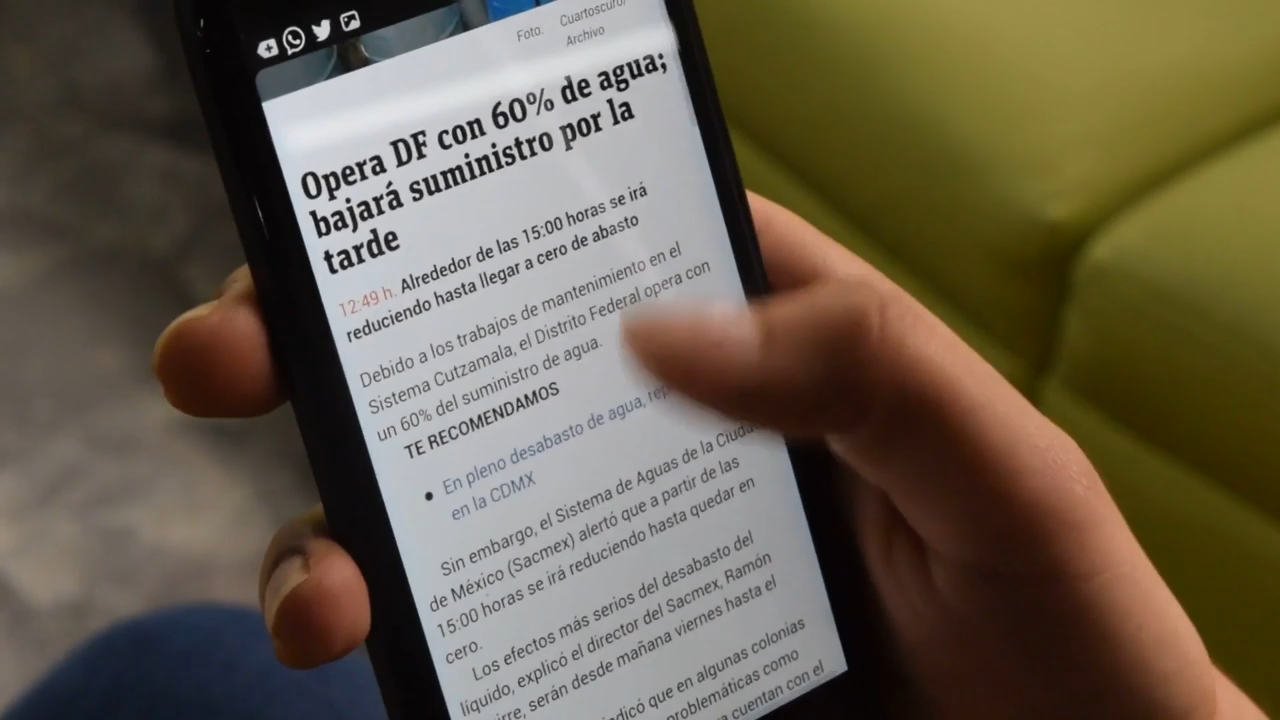 Foto: Cuartoscuro/
Archivo
Opera DF con 60% de agua;
bajará suministro por la
tarde
12:49 h. Alrededor de las 15:00 horas se irá
reduciendo hasta llegar a cero de abasto
Debido a los trabajos de mantenimiento en el
Sistema Cutzamala, el Distrito Federal opera con
un 60% del suministro de agua.
TE RECOMENDAMOS
• En pleno desabasto de agua,
en la CDMX
Sin embargo, el Sistema de Aguas de la
de México (Sacmex) alertó que a partir de las
15:00 horas se irá reduciendo hasta quedar en
cero.
Los efectos más serios del desabasto del
líquido, explicó el director del Sacmex, Ramón
serán desde mañana viernes hasta el
que en algunas colonias
problemáticas como
cuentan con el